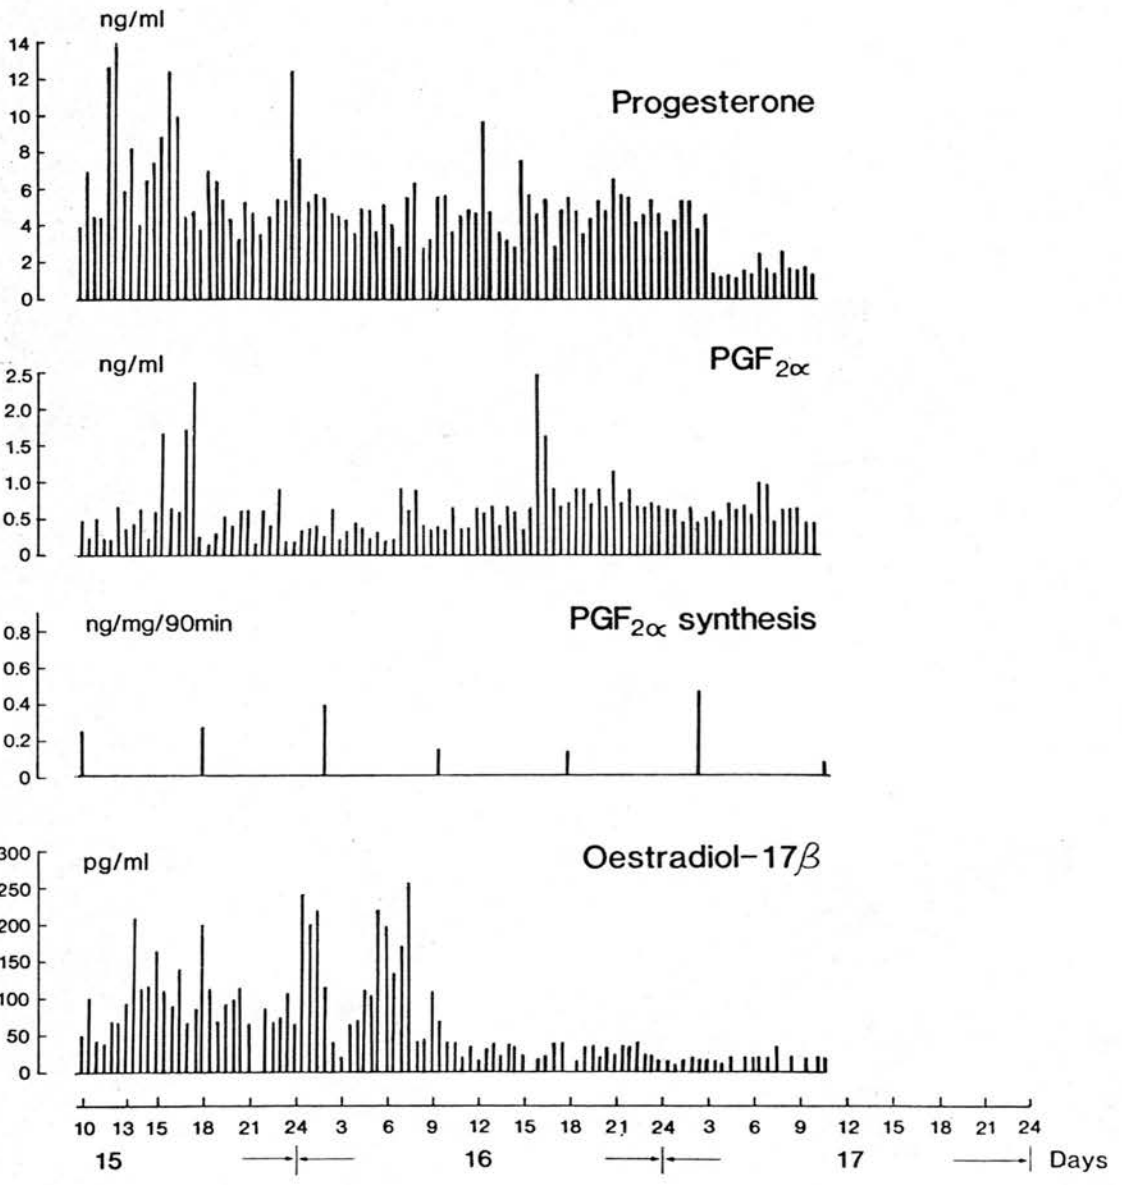 ng/ml
14
12
10
8
6
4
2
0
Progesterone
ng/ml
2.5
2.0
1.5
1.0
0.5
0
PGF2∝
ng/mg/90min
0.8
0.6
0.4
0.2
0
PGF2∝ synthesis
pg/ml
300
250
200
150
100
50
0
Oestradiol-17β
10 13 15 18 21 24 3 6 9 12 15 18 21 24 3 6 9 12 15 18 21 24
15 16 17 Days